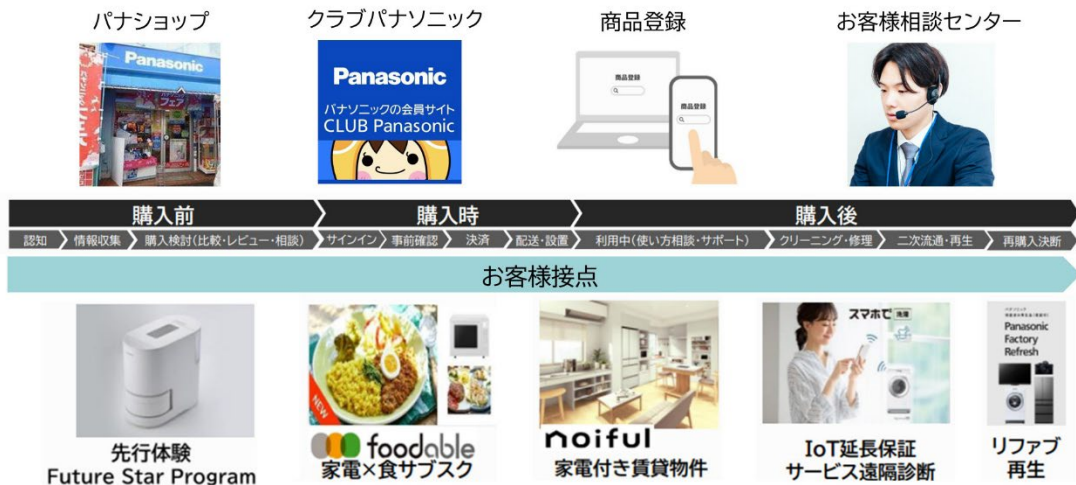 パナショップ
クラブパナソニック
商品登録
お客様相談センター
Panasonic
フェア
Panasonic
パナソニックの会員サイト
CLUB Panasonic
商品登録
商品登録
購入前
購入時
購入後
認知
情報収集
購入検討(比較・レビュー・相談)
サインイン
事前確認
決済
配送・設置
利用中(使い方相談・サポート)
クリーニング・修理
二次流通・再生
再購入決断
お客様接点
NEW
スマホで
洗濯
Panasonic
Factory
Refresh
先行体験
Future Star Program
foodable
家電×食サブスク
noiful
家電付き賃貸物件
IoT延長保証
サービス遠隔診断
リファブ
再生